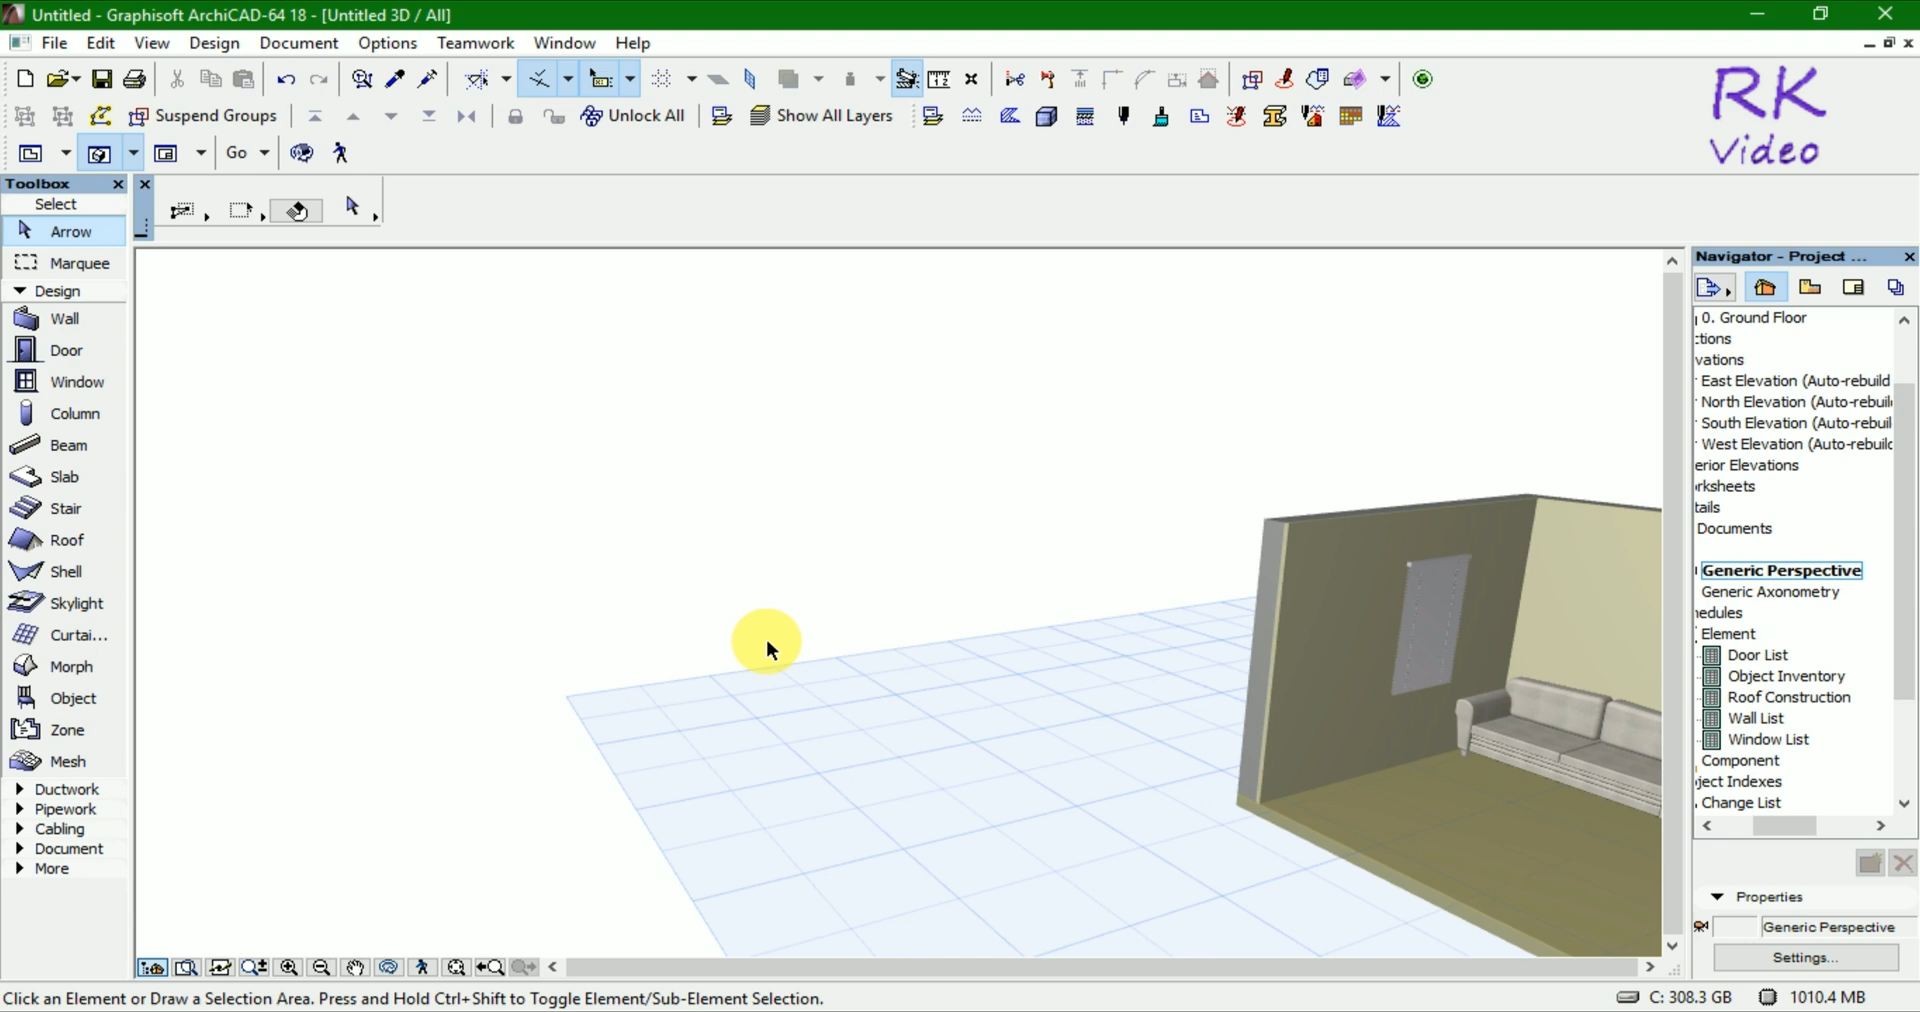 Untitled - Graphisoft ArchiCAD-64 18 - [Untitled 3D / All]
File Edit View Design Document Options Teamwork Window Help
RK
Video
Suspend Groups Unlock All Show All Layers
Go
Toolbox
Select
Arrow
Marquee
Design
Wall
Door
Window
Column
Beam
Slab
Stair
Roof
Shell
Skylight
Curtai...
Morph
Object
Zone
Mesh
Ductwork
Pipework
Cabling
Document
More
Navigator - Project ...
0. Ground Floor
tions
vations
East Elevation (Auto-rebuild
North Elevation (Auto-rebuil
South Elevation (Auto-rebuil
West Elevation (Auto-rebuild
erior Elevations
rksheets
tails
Documents
Generic Perspective
Generic Axonometry
nedules
Element
Door List
Object Inventory
Roof Construction
Wall List
Window List
Component
ject Indexes
Change List
Properties
Generic Perspective
Settings...
Click an Element or Draw a Selection Area. Press and Hold Ctrl+Shift to Toggle Element/Sub-Element Selection.
C: 308.3 GB 1010.4 MB